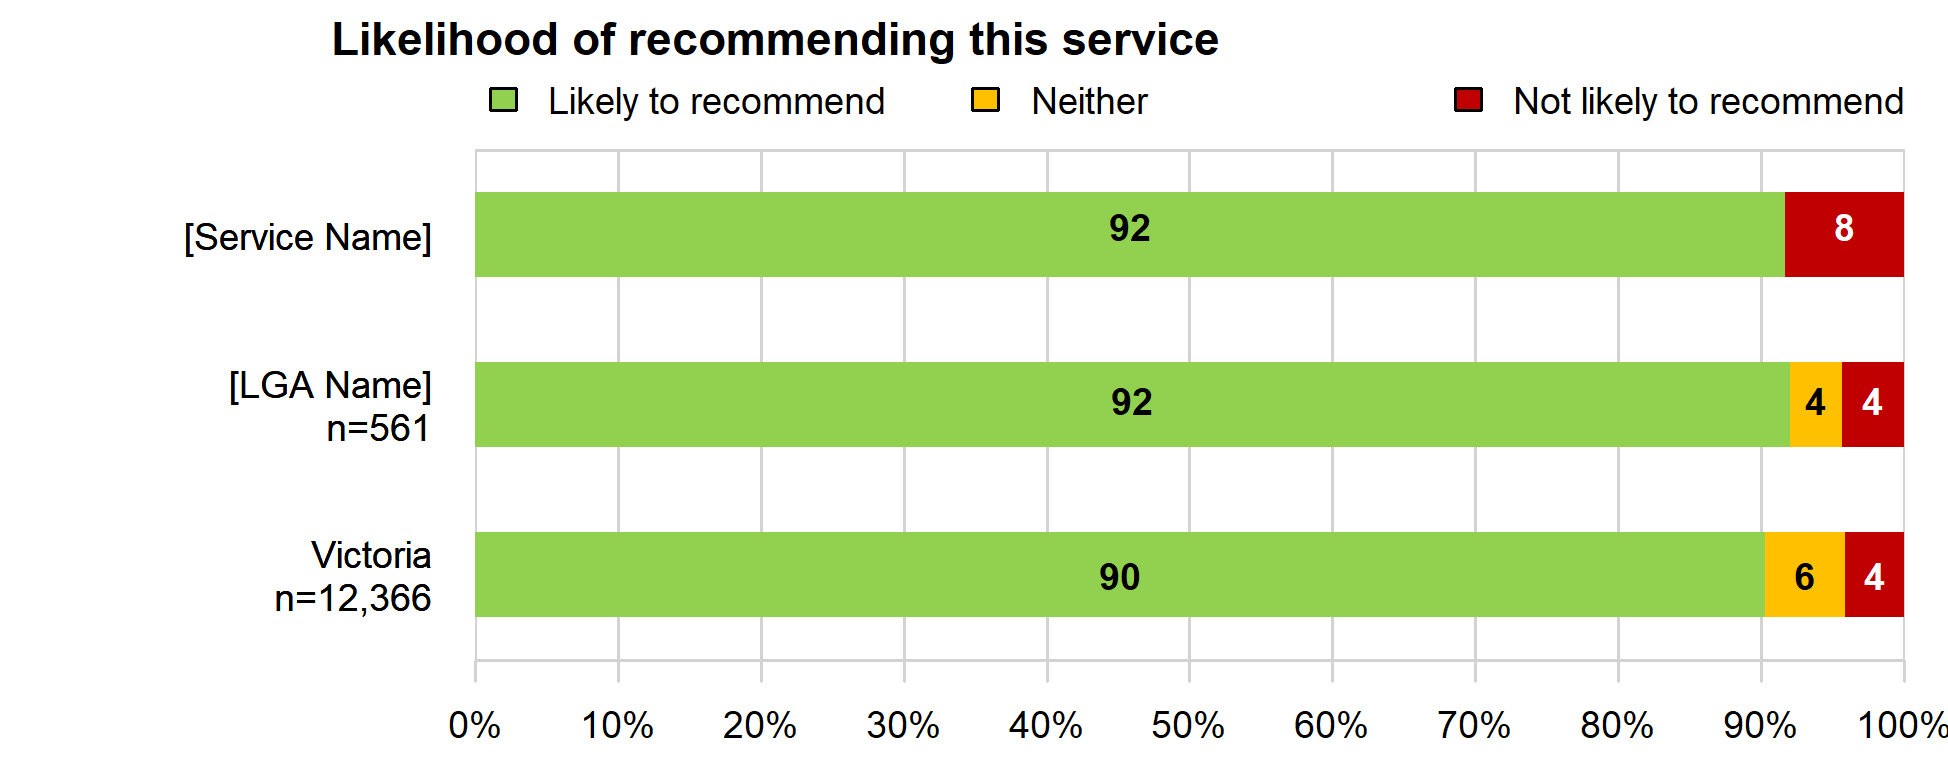 Likelihood of recommending this service
Likely to recommend Neither Not likely to recommend
[Service Name] 92 8
[LGA Name]
n=561
92 4 4
Victoria
n=12,366
90 6 4
0% 10% 20% 30% 40% 50% 60% 70% 80% 90% 100%